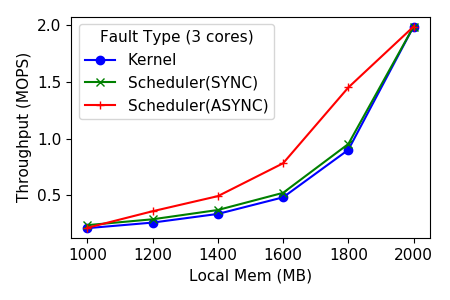 2.0
1.5
1.0
0.5
Throughput (MOPS)
Fault Type (3 cores)
Kernel
Scheduler(SYNC)
Scheduler(ASYNC)
1000 1200 1400 1600 1800 2000
Local Mem (MB)